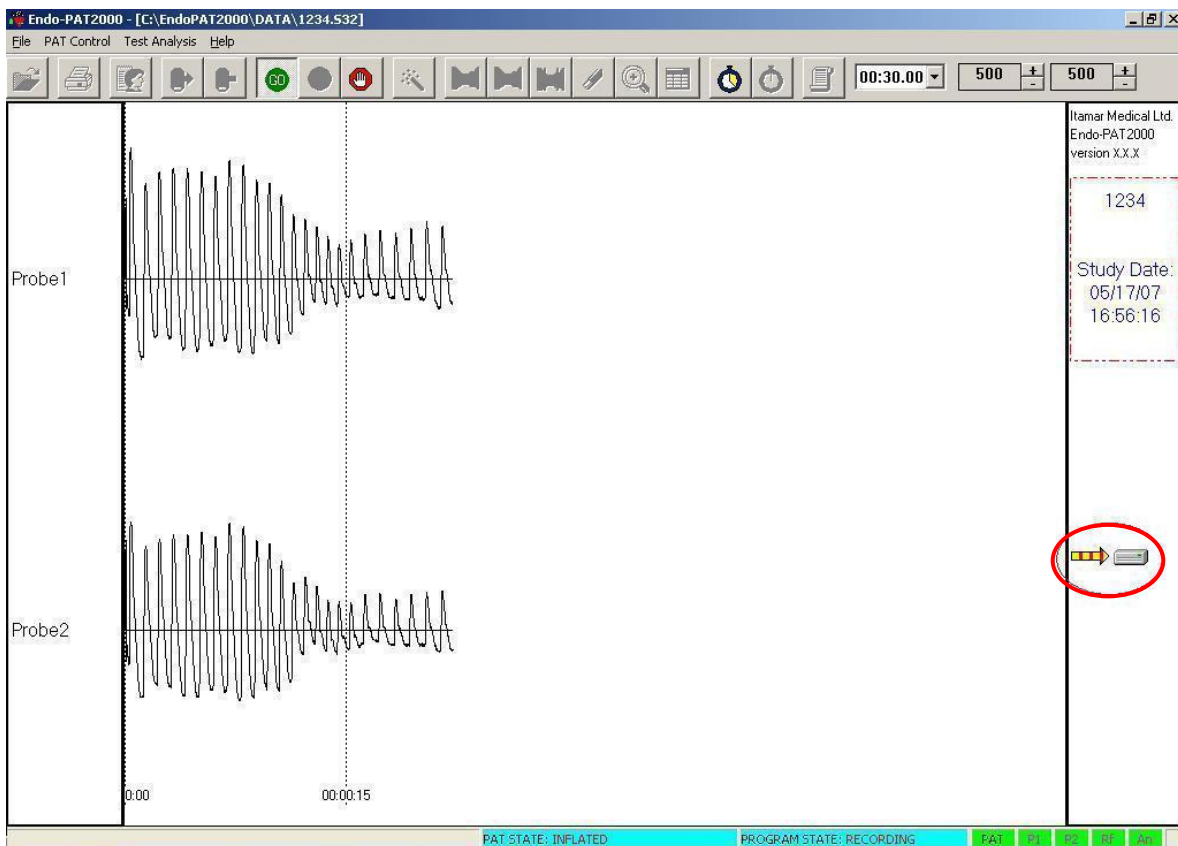 Endo-PAT2000 - [C:\EndoPAT2000\DATA\1234.S32]
File PAT Control Test Analysis Help
GO 00:30.00 500 + - 500 + -
Itamar Medical Ltd.
Endo-PAT2000
version X.X.X
1234
Study Date:
05/17/07
16:56:16
Probe1
Probe2
0:00 00:00:15
PAT STATE: INFLATED PROGRAM STATE: RECORDING PAT P1 P2 Rf An